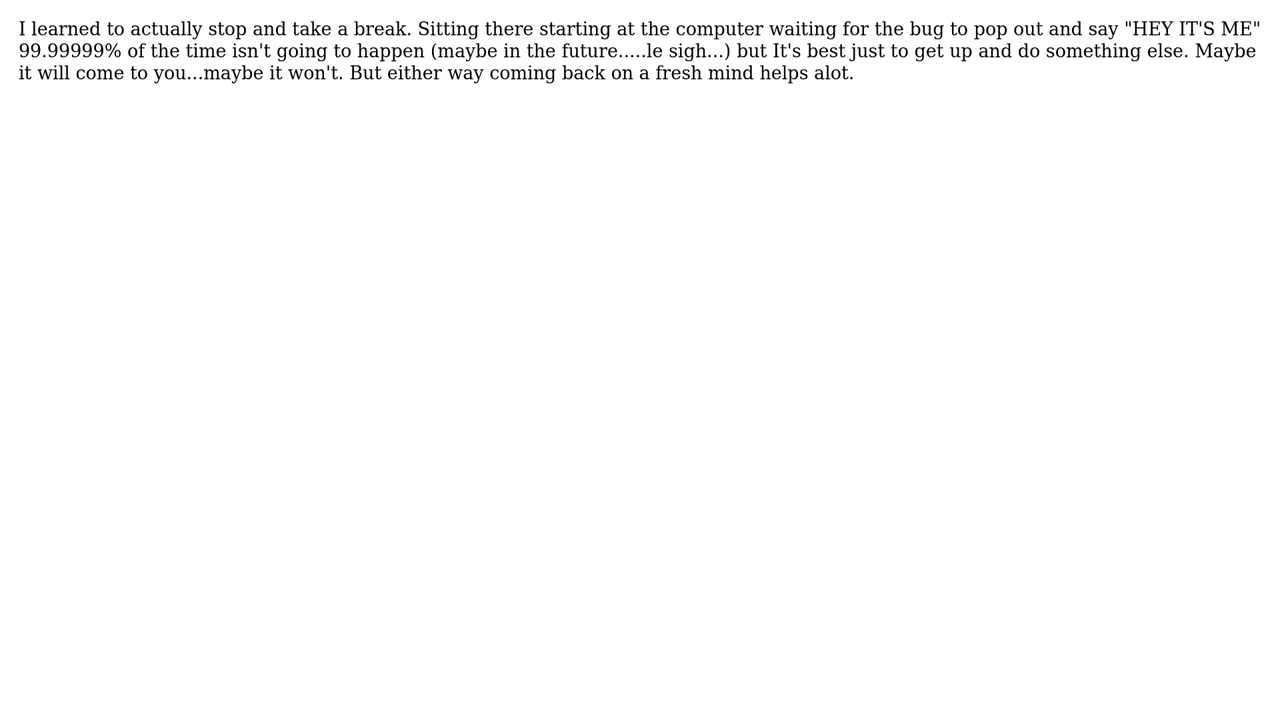 I learned to actually stop and take a break. Sitting there starting at the computer waiting for the bug to pop out and say "HEY IT'S ME"
99.99999% of the time isn't going to happen (maybe in the future.....le sigh...) but It's best just to get up and do something else. Maybe
it will come to you...maybe it won't. But either way coming back on a fresh mind helps alot.